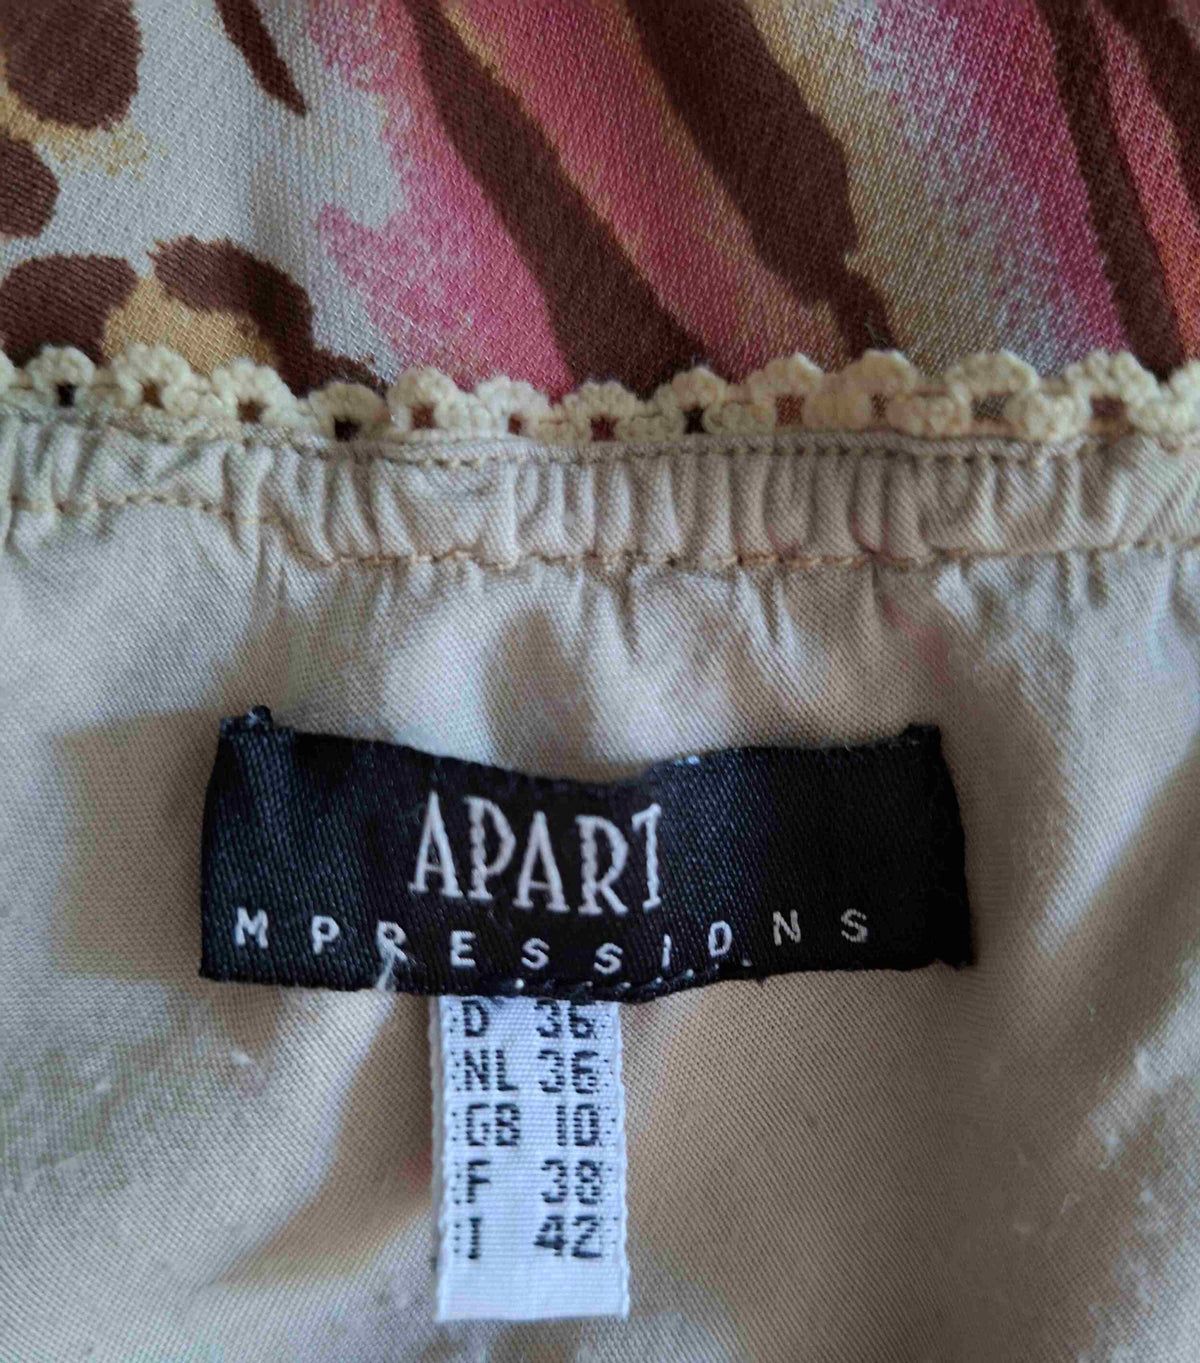 APART
MPRESSIONS
D 36
NL 36
GB 10
F 38
I 42